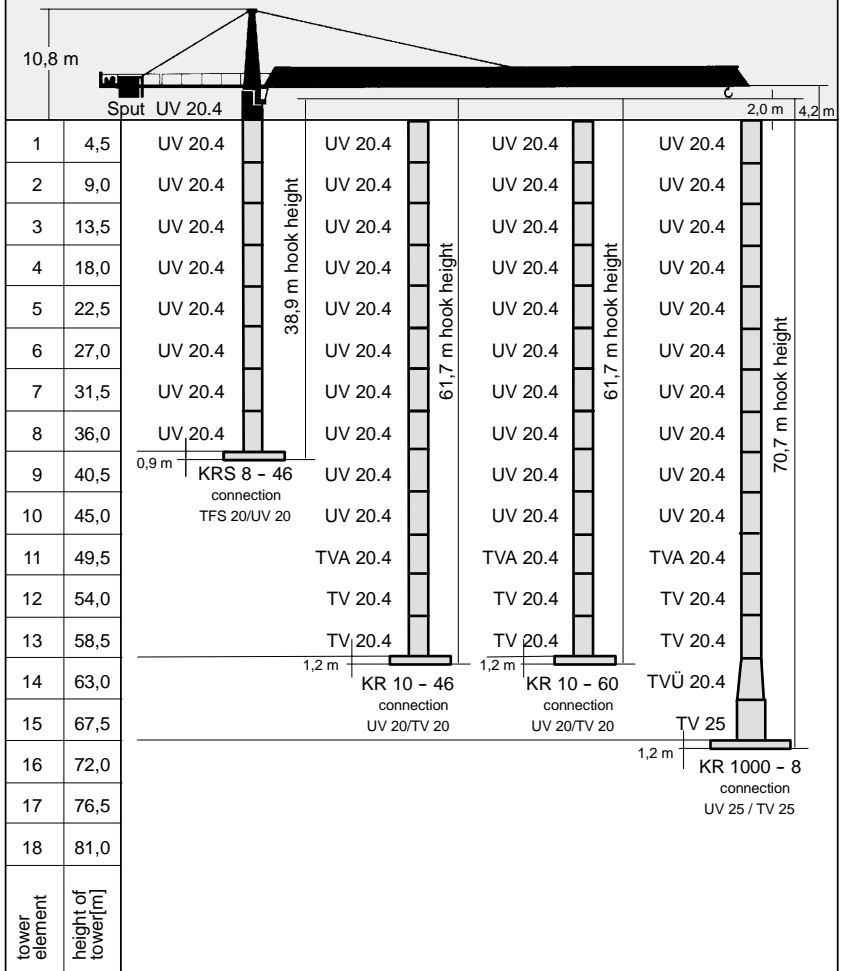 10,8 m
Sput UV 20.4
2,0 m 4,2 m
1 4,5 UV 20.4 UV 20.4 UV 20.4 UV 20.4
2 9,0 UV 20.4 UV 20.4 UV 20.4 UV 20.4
3 13,5 UV 20.4 UV 20.4 UV 20.4 UV 20.4
4 18,0 UV 20.4 UV 20.4 UV 20.4 UV 20.4
5 22,5 UV 20.4 UV 20.4 UV 20.4 UV 20.4
6 27,0 UV 20.4 UV 20.4 UV 20.4 UV 20.4
7 31,5 UV 20.4 UV 20.4 UV 20.4 UV 20.4
8 36,0 UV 20.4 UV 20.4 UV 20.4 UV 20.4
38,9 m hook height
61,7 m hook height
61,7 m hook height
70,7 m hook height
0,9 m
9 40,5 KRS 8 - 46 UV 20.4 UV 20.4 UV 20.4
connection
10 45,0 TFS 20/UV 20 UV 20.4 UV 20.4 UV 20.4
11 49,5 TVA 20.4 TVA 20.4 TVA 20.4
12 54,0 TV 20.4 TV 20.4 TV 20.4
13 58,5 TV 20.4 TV 20.4 TV 20.4
1,2 m 1,2 m
14 63,0 KR 10 - 46 KR 10 - 60 TVÜ 20.4
connection connection
15 67,5 UV 20/TV 20 UV 20/TV 20 TV 25
1,2 m
16 72,0 KR 1000 - 8
connection
17 76,5 UV 25 / TV 25
18 81,0
tower
element
height of
tower[m]